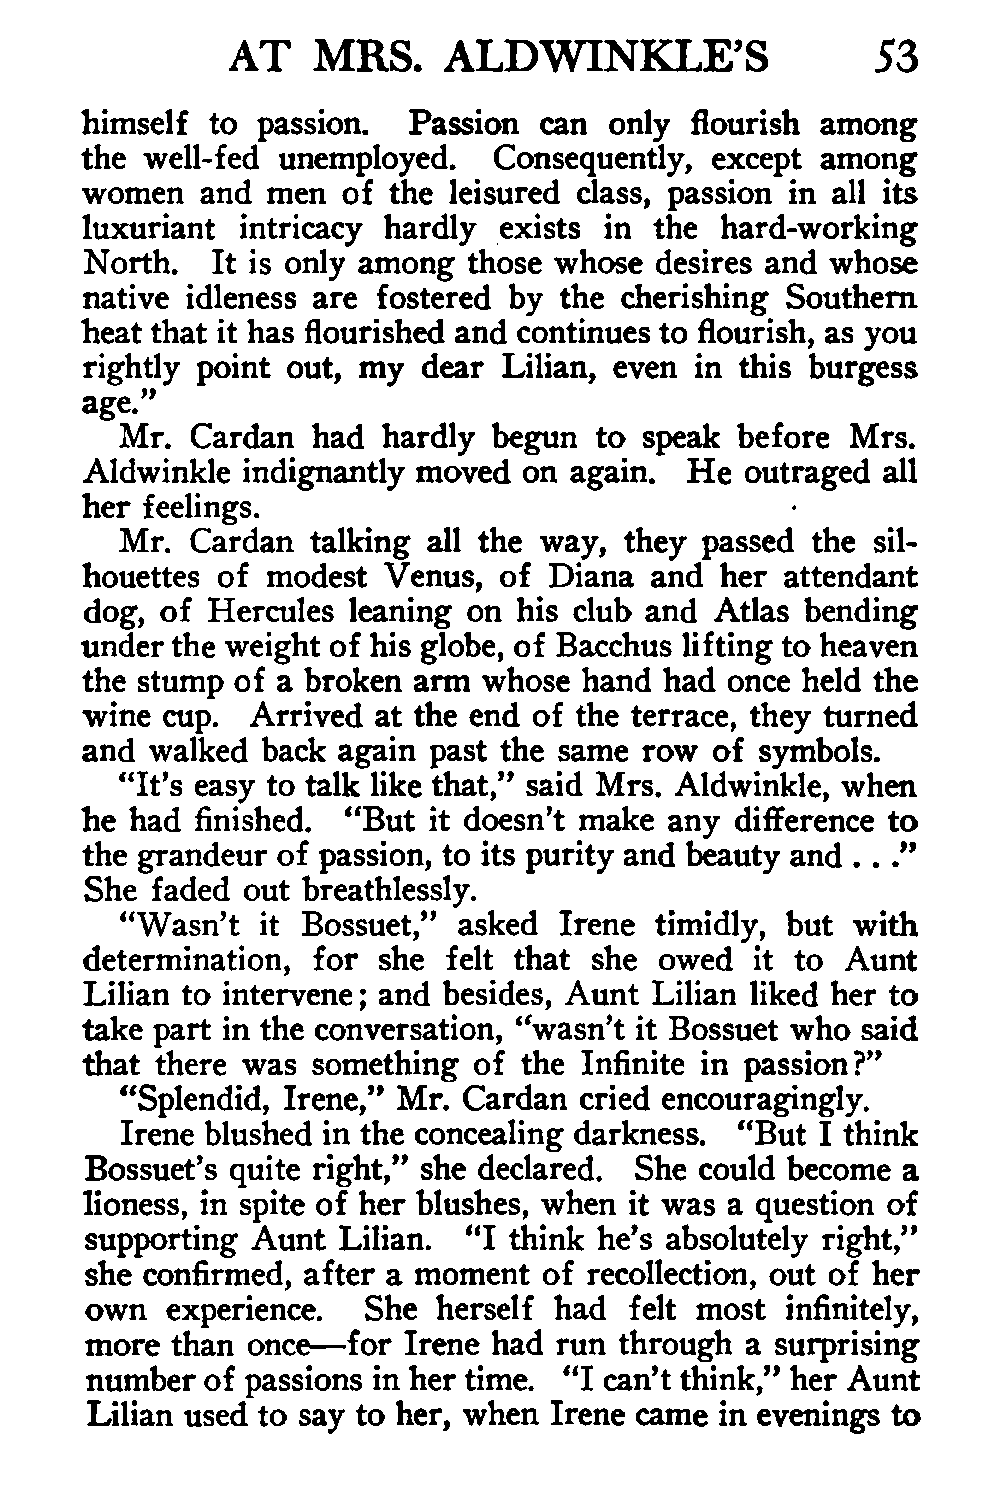 AT MRS. ALDWINKLE'S 53
himself to passion. Passion can only flourish among
the well-fed unemployed. Consequently, except among
women and men of the leisured class, passion in all its
luxuriant intricacy hardly exists in the hard-working
North. It is only among those whose desires and whose
native idleness are fostered by the cherishing Southern
heat that it has flourished and continues to flourish, as you
rightly point out, my dear Lilian, even in this burgess
age.”
Mr. Cardan had hardly begun to speak before Mrs.
Aldwinkle indignantly moved on again. He outraged all
her feelings.
Mr. Cardan talking all the way, they passed the sil-
houettes of modest Venus, of Diana and her attendant
dog, of Hercules leaning on his club and Atlas bending
under the weight of his globe, of Bacchus lifting to heaven
the stump of a broken arm whose hand had once held the
wine cup. Arrived at the end of the terrace, they turned
and walked back again past the same row of symbols.
“It's easy to talk like that,” said Mrs. Aldwinkle, when
he had finished. “But it doesn't make any difference to
the grandeur of passion, to its purity and beauty and . . .”
She faded out breathlessly.
“Wasn't it Bossuet,” asked Irene timidly, but with
determination, for she felt that she owed it to Aunt
Lilian to intervene; and besides, Aunt Lilian liked her to
take part in the conversation, “wasn't it Bossuet who said
that there was something of the Infinite in passion?”
“Splendid, Irene,” Mr. Cardan cried encouragingly.
Irene blushed in the concealing darkness. “But I think
Bossuet's quite right,” she declared. She could become a
lioness, in spite of her blushes, when it was a question of
supporting Aunt Lilian. “I think he's absolutely right,”
she confirmed, after a moment of recollection, out of her
own experience. She herself had felt most infinitely,
more than once—for Irene had run through a surprising
number of passions in her time. “I can't think,” her Aunt
Lilian used to say to her, when Irene came in evenings to